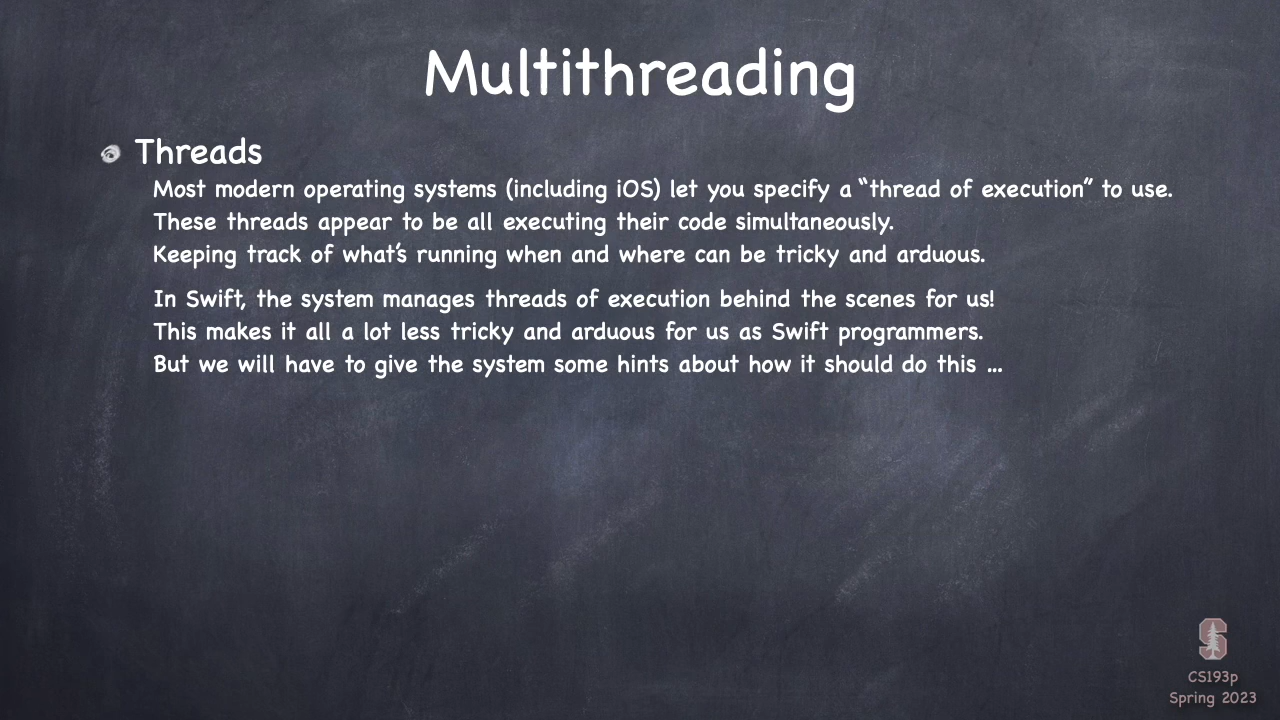 Multithreading
Threads
Most modern operating systems (including iOS) let you specify a “thread of execution” to use.
These threads appear to be all executing their code simultaneously.
Keeping track of what’s running when and where can be tricky and arduous.
In Swift, the system manages threads of execution behind the scenes for us!
This makes it all a lot less tricky and arduous for us as Swift programmers.
But we will have to give the system some hints about how it should do this ...
S
CS193p
Spring 2023